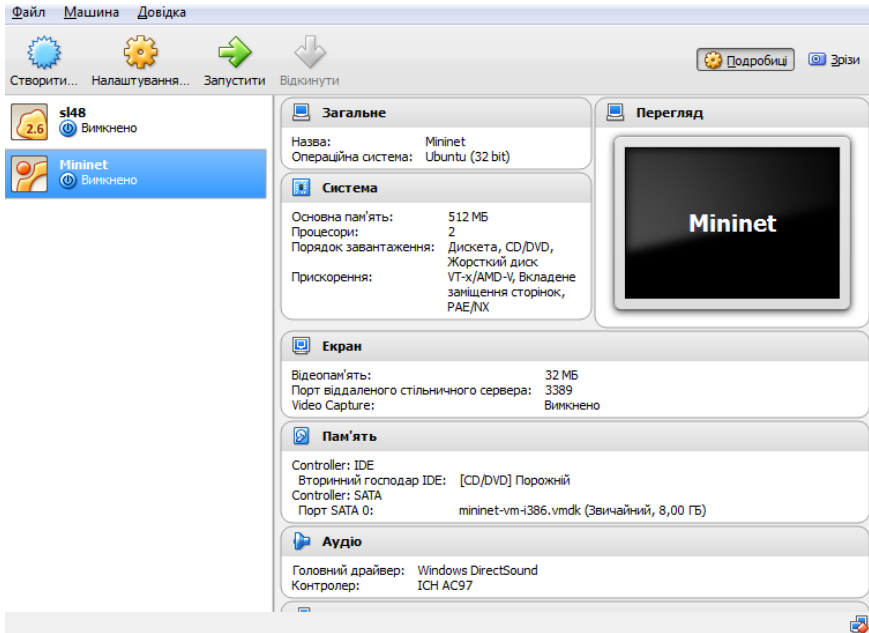 Файл Машина Довідка
Створити... Налаштування... Запустити Відкинути Подробиці Зрізи
sl48
2.6 Вимкнено
Mininet
Вимкнено
Загальне
Назва: Mininet
Операційна система: Ubuntu (32 bit)
Система
Основна пам'ять: 512 МБ
Процесори: 2
Порядок завантаження: Дискета, CD/DVD,
Жорсткий диск
Прискорення: VT-x/AMD-V, Вкладене
заміщення сторінок,
PAE/NX
Перегляд
Mininet
Екран
Відеопам'ять: 32 МБ
Порт віддаленого стільничного сервера: 3389
Video Capture: Вимкнено
Пам'ять
Controller: IDE
Вторинний господар IDE: [CD/DVD] Порожній
Controller: SATA
Порт SATA 0: mininet-vm-i386.vmdk (Звичайний, 8,00 ГБ)
Аудіо
Головний драйвер: Windows DirectSound
Контролер: ICH AC97